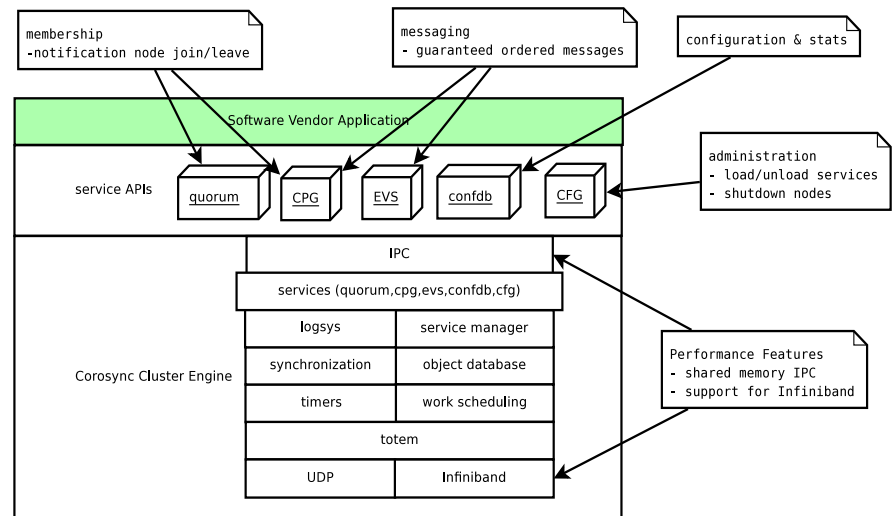 membership
-notification node join/leave
messaging
- guaranteed ordered messages
configuration & stats
Software Vendor Application
administration
- load/unload services
- shutdown nodes
service APIs
quorum
CPG
EVS
confdb
CFG
IPC
services (quorum,cpg,evs,confdb,cfg)
logsys
service manager
synchronization
object database
Corosync Cluster Engine
timers
work scheduling
totem
UDP
Infiniband
Performance Features
- shared memory IPC
- support for Infiniband